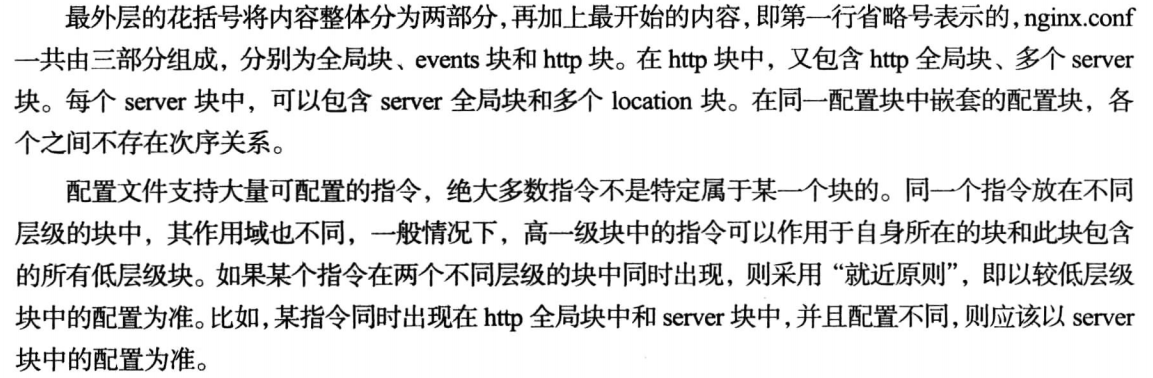 最外层的花括号将内容整体分为两部分，再加上最开始的内容，即第一行省略号表示的，nginx.conf
一共由三部分组成，分别为全局块、events 块和 http 块。在 http 块中，又包含 http 全局块、多个 server
块。每个 server 块中，可以包含 server 全局块和多个 location 块。在同一配置块中嵌套的配置块，各
个之间不存在次序关系。
配置文件支持大量可配置的指令，绝大多数指令不是特定属于某一个块的。同一个指令放在不同
层级的块中，其作用域也不同，一般情况下，高一级块中的指令可以作用于自身所在的块和此块包含
的所有低层级块。如果某个指令在两个不同层级的块中同时出现，则采用“就近原则”，即以较低层级
块中的配置为准。比如，某指令同时出现在 http 全局块中和 server 块中，并且配置不同，则应该以 server
块中的配置为准。